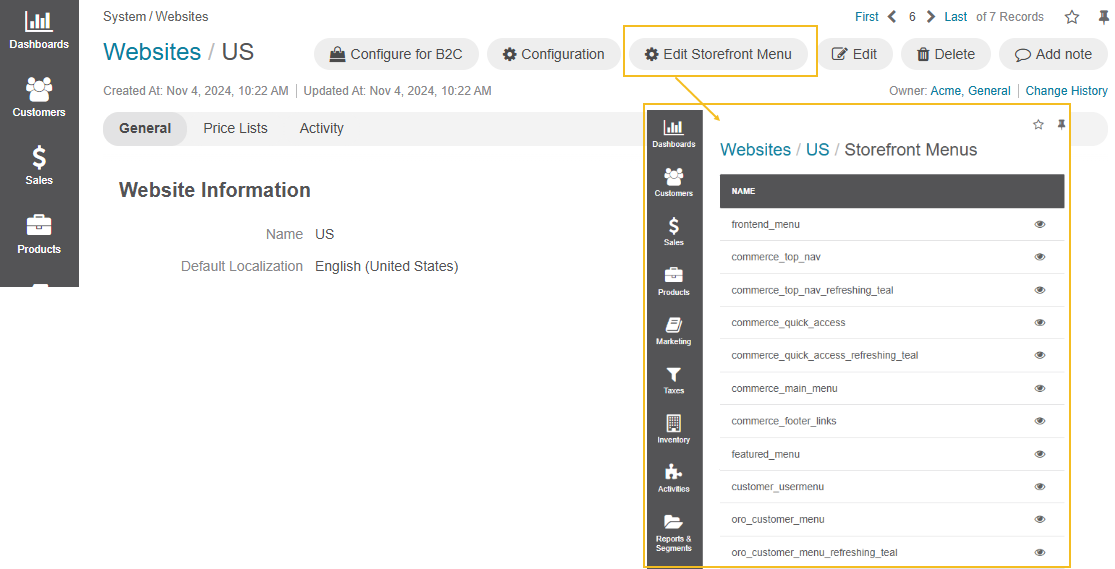 Dashboards
Customers
Sales
Products
System / Websites
First 6 Last of 7 Records
Websites / US
Configure for B2C
Configuration
Edit Storefront Menu
Edit
Delete
Add note
Created At: Nov 4, 2024, 10:22 AM | Updated At: Nov 4, 2024, 10:22 AM
Owner: Acme, General | Change History
General
Price Lists
Activity
Website Information
Name US
Default Localization English (United States)
Dashboards
Customers
Sales
Products
Marketing
Taxes
Inventory
Activities
Reports &
Segments
Websites / US / Storefront Menus
NAME
frontend_menu
commerce_top_nav
commerce_top_nav_refreshing_teal
commerce_quick_access
commerce_quick_access_refreshing_teal
commerce_main_menu
commerce_footer_links
featured_menu
customer_usermenu
oro_customer_menu
oro_customer_menu_refreshing_teal